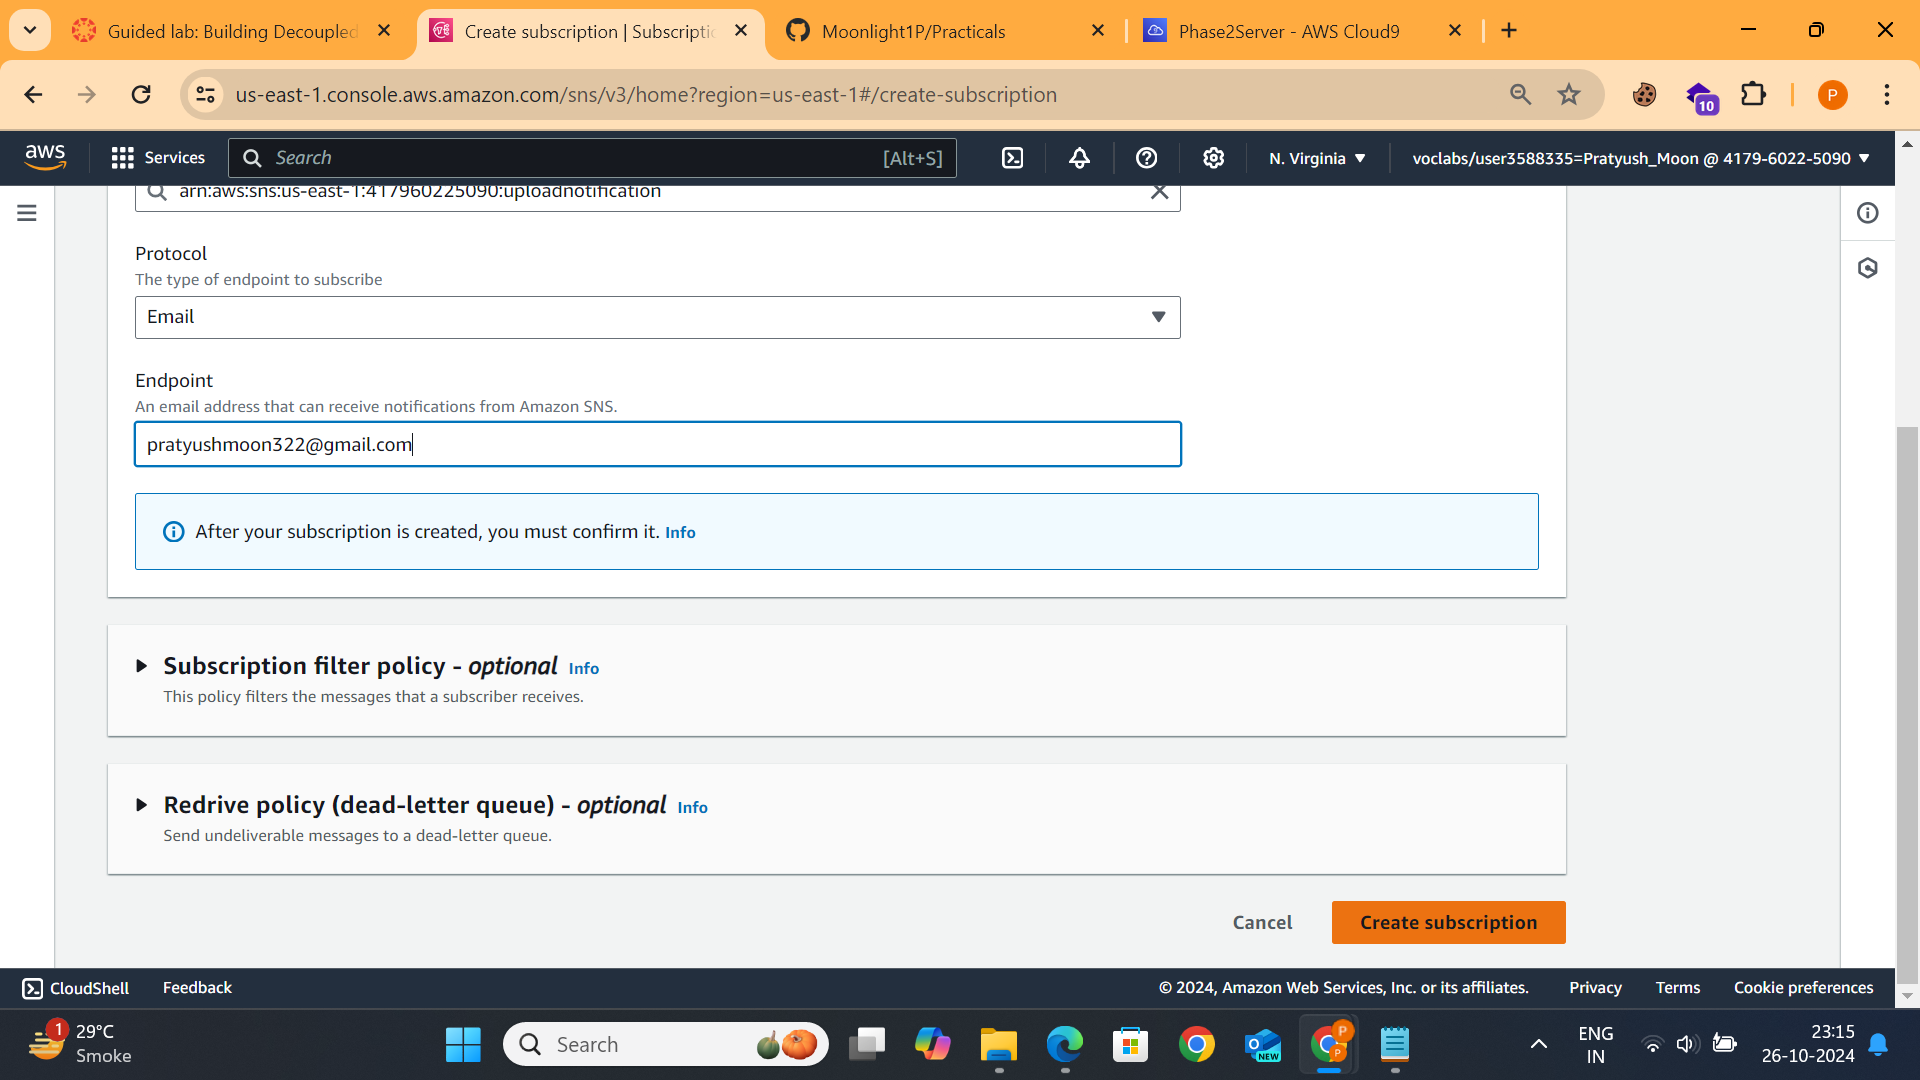 Guided lab: Building Decoupled
Create subscription | Subscriptic
Moonlight1P/Practicals
Phase2Server - AWS Cloud9
us-east-1.console.aws.amazon.com/sns/v3/home?region=us-east-1#/create-subscription
10
P
aws
Services
Search
[Alt+S]
N. Virginia
voclabs/user3588335=Pratyush_Moon @ 4179-6022-5090
arn:aws:sns:us-east-1:417960225090:uploadnotification
Protocol
The type of endpoint to subscribe
Email
Endpoint
An email address that can receive notifications from Amazon SNS.
pratyushmoon322@gmail.com
After your subscription is created, you must confirm it. Info
Subscription filter policy - optional Info
This policy filters the messages that a subscriber receives.
Redrive policy (dead-letter queue) - optional Info
Send undeliverable messages to a dead-letter queue.
Cancel
Create subscription
CloudShell
Feedback
© 2024, Amazon Web Services, Inc. or its affiliates.
Privacy
Terms
Cookie preferences
1
29°C
Smoke
Search
NEW
P
P
ENG
IN
23:15
26-10-2024